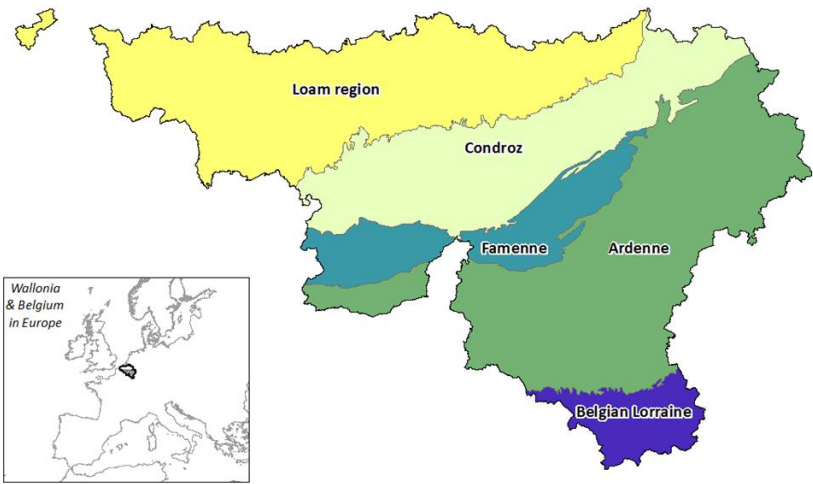 Loam region
Condroz
Famenne
Ardenne
Belgian Lorraine
Wallonia
& Belgium
in Europe